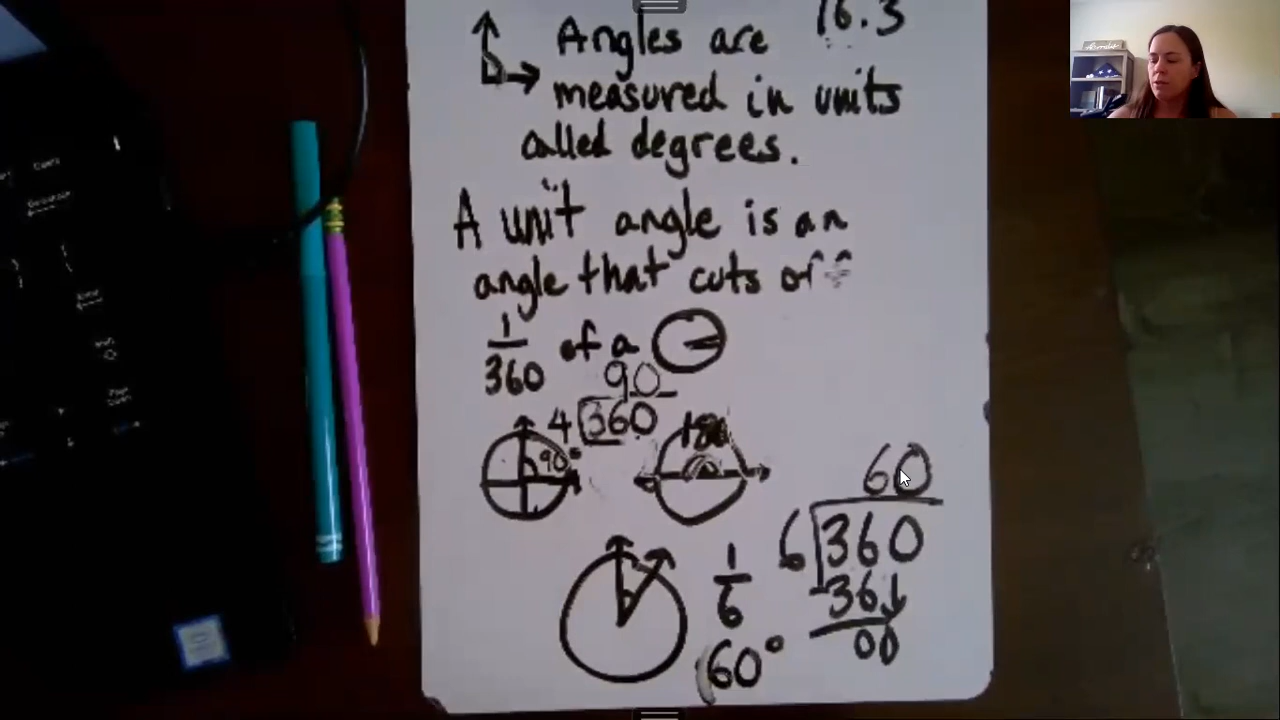 16.3
Angles are
measured in units
called degrees.
A unit angle is an
angle that cuts off
1
360
of a
90
4 360
90°
180
60
6 360
-36
00
1
6
60°